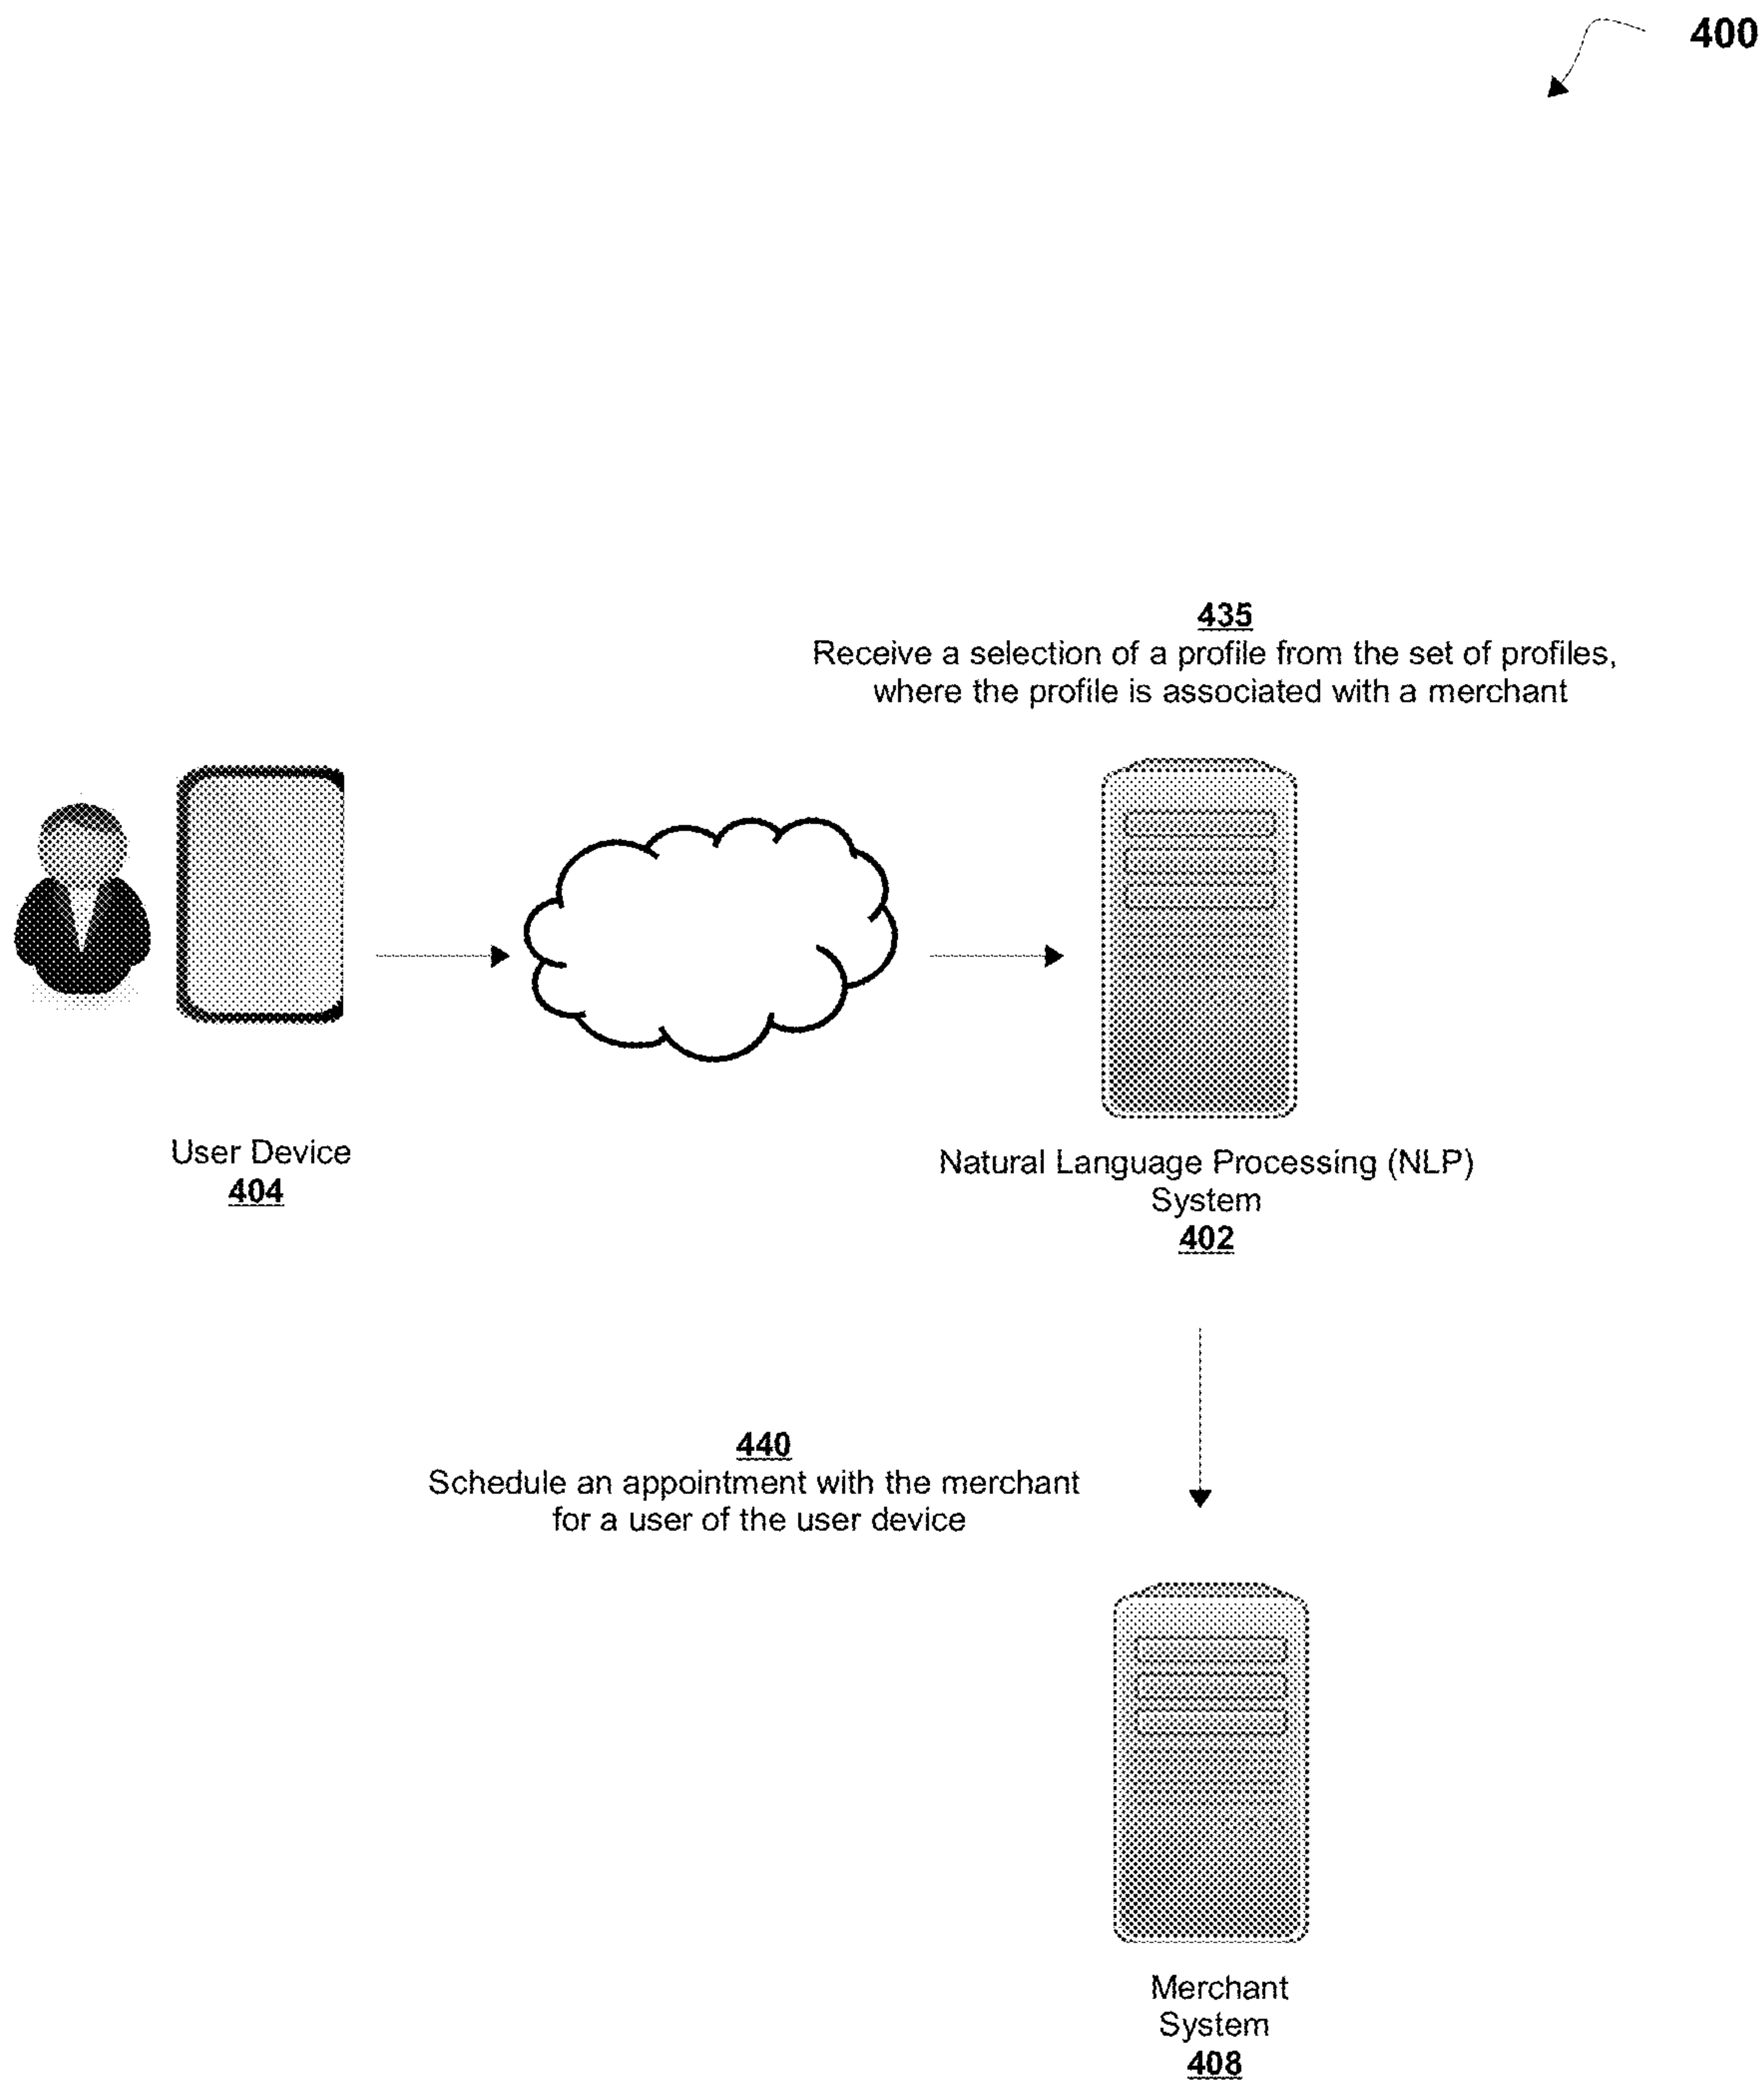 400
435
Receive a selection of a profile from the set of profiles,
where the profile is associated with a merchant
User Device
404
Natural Language Processing (NLP)
System
402
440
Schedule an appointment with the merchant
for a user of the user device
Merchant
System
408